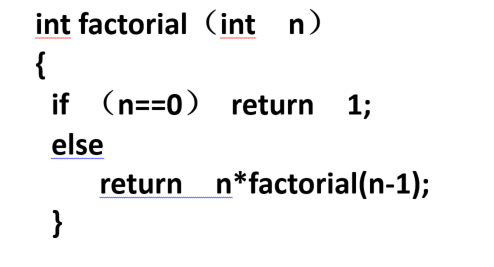 int factorial（int n）
{
if （n==0） return 1;
else
return n*factorial(n-1);
}